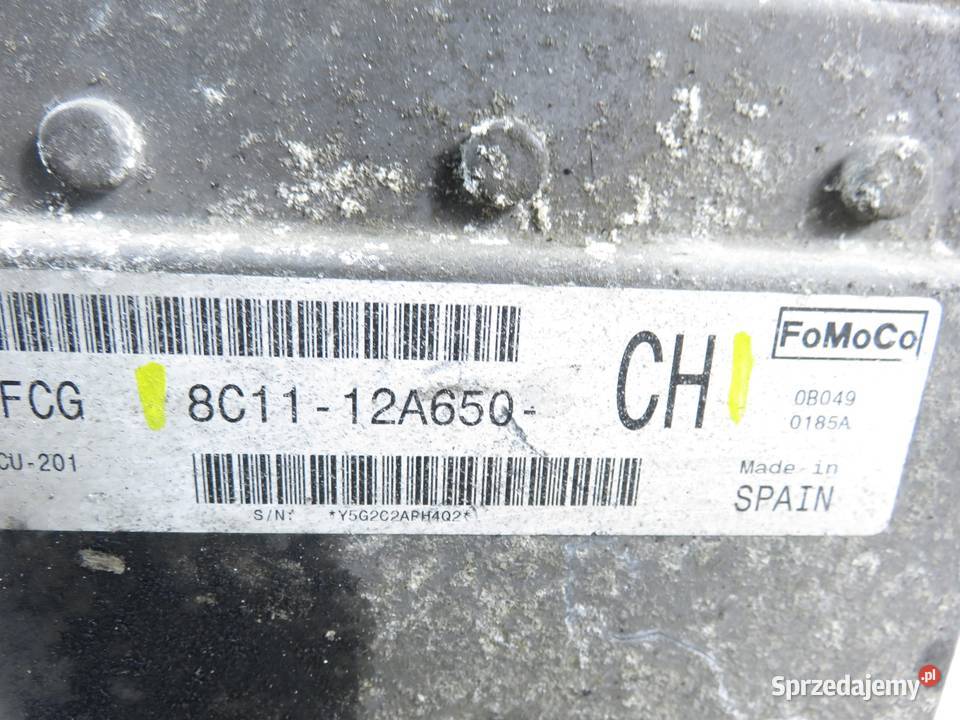 FoMoCo
FCG 8C11-12A650- CH
0B049
0185A
CU-201
Made in
SPAIN
S/N: *Y5G2C2APH4Q2*
Sprzedajemy.pl